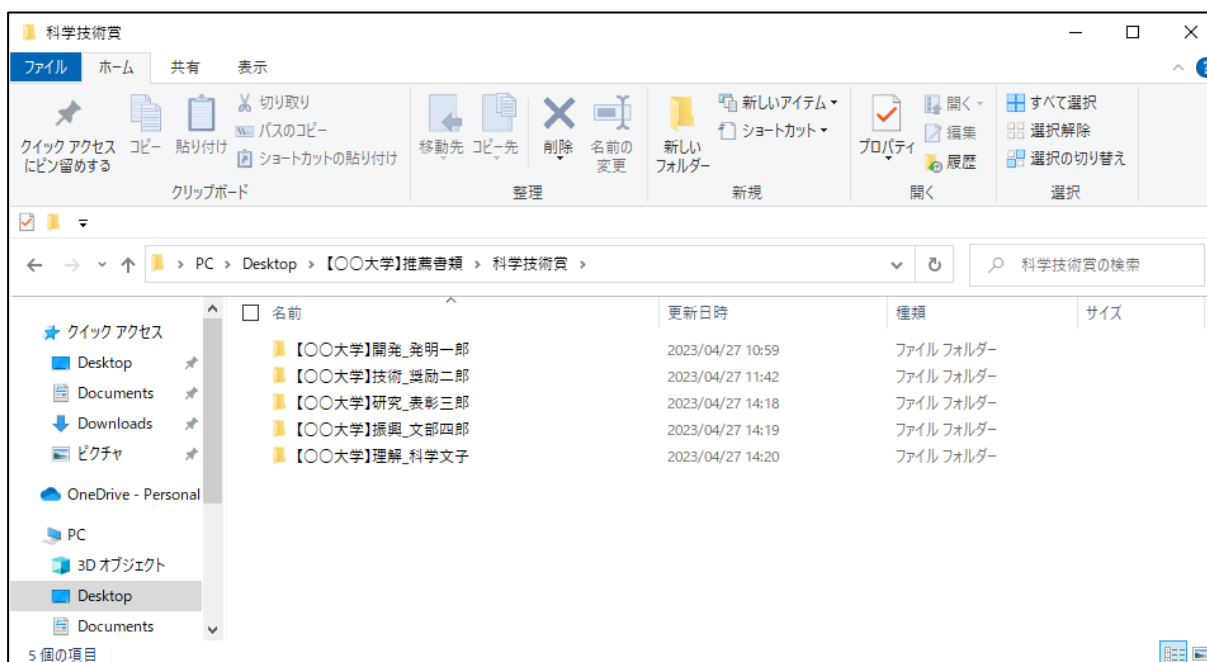 科学技術賞
ファイル ホーム 共有 表示
クイック アクセス
にピン留めする
コピー
貼り付け
切り取り
パスのコピー
ショートカットの貼り付け
クリップボード
移動先
コピー先
削除
名前の
変更
整理
新しい
フォルダー
新しいアイテム
ショートカット
新規
プロパティ
開く
編集
履歴
開く
すべて選択
選択解除
選択の切り替え
選択
PC > Desktop > 【〇〇大学】推薦書類 > 科学技術賞 >
科学技術賞の検索
クイック アクセス
Desktop
Documents
Downloads
ピクチャ
OneDrive - Personal
PC
3D オブジェクト
Desktop
Documents
名前 更新日時 種類 サイズ
【〇〇大学】開発_発明一郎 2023/04/27 10:59 ファイル フォルダー
【〇〇大学】技術_奨励二郎 2023/04/27 11:42 ファイル フォルダー
【〇〇大学】研究_表彰三郎 2023/04/27 14:18 ファイル フォルダー
【〇〇大学】振興_文部四郎 2023/04/27 14:19 ファイル フォルダー
【〇〇大学】理解_科学文子 2023/04/27 14:20 ファイル フォルダー
5 個の項目